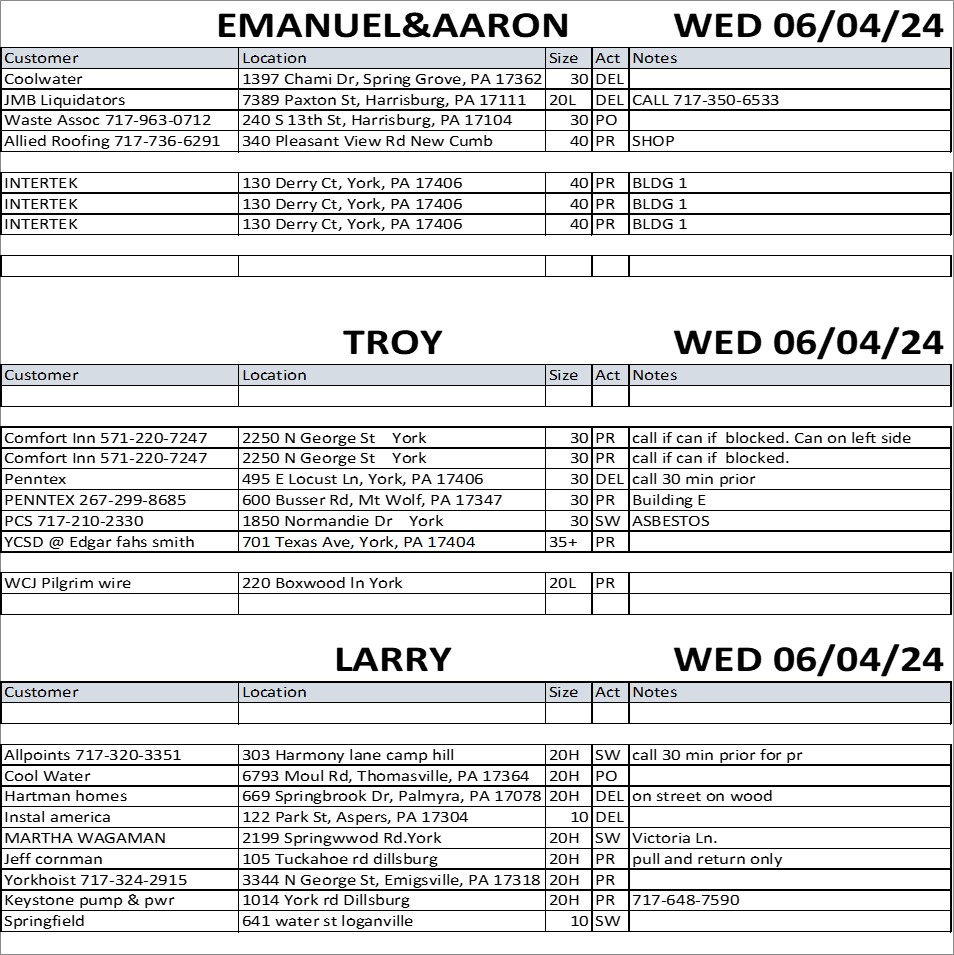 EMANUEL&AARON WED 06/04/24
Customer Location Size Act Notes
Coolwater 1397 Chami Dr, Spring Grove, PA 17362 30 DEL
JMB Liquidators 7389 Paxton St, Harrisburg, PA 17111 20L DEL CALL 717-350-6533
Waste Assoc 717-963-0712 240 S 13th St, Harrisburg, PA 17104 30 PO
Allied Roofing 717-736-6291 340 Pleasant View Rd New Cumb 40 PR SHOP
INTERTEK 130 Derry Ct, York, PA 17406 40 PR BLDG 1
INTERTEK 130 Derry Ct, York, PA 17406 40 PR BLDG 1
INTERTEK 130 Derry Ct, York, PA 17406 40 PR BLDG 1
TROY WED 06/04/24
Customer Location Size Act Notes
Comfort Inn 571-220-7247 2250 N George St York 30 PR call if can if blocked. Can on left side
Comfort Inn 571-220-7247 2250 N George St York 30 PR call if can if blocked.
Penntex 495 E Locust Ln, York, PA 17406 30 DEL call 30 min prior
PENNTEX 267-299-8685 600 Busser Rd, Mt Wolf, PA 17347 30 PR Building E
PCS 717-210-2330 1850 Normandie Dr York 30 SW ASBESTOS
YCSD @ Edgar fahs smith 701 Texas Ave, York, PA 17404 35+ PR
WCJ Pilgrim wire 220 Boxwood ln York 20L PR
LARRY WED 06/04/24
Customer Location Size Act Notes
Allpoints 717-320-3351 303 Harmony lane camp hill 20H SW call 30 min prior for pr
Cool Water 6793 Moul Rd, Thomasville, PA 17364 20H PO
Hartman homes 669 Springbrook Dr, Palmyra, PA 17078 20H DEL on street on wood
Instal america 122 Park St, Aspers, PA 17304 10 DEL
MARTHA WAGAMAN 2199 Springwwod Rd.York 20H SW Victoria Ln.
Jeff cornman 105 Tuckahoe rd dillsburg 20H PR pull and return only
Yorkhoist 717-324-2915 3344 N George St, Emigsville, PA 17318 20H PR
Keystone pump & pwr 1014 York rd Dillsburg 20H PR 717-648-7590
Springfield 641 water st loganville 10 SW